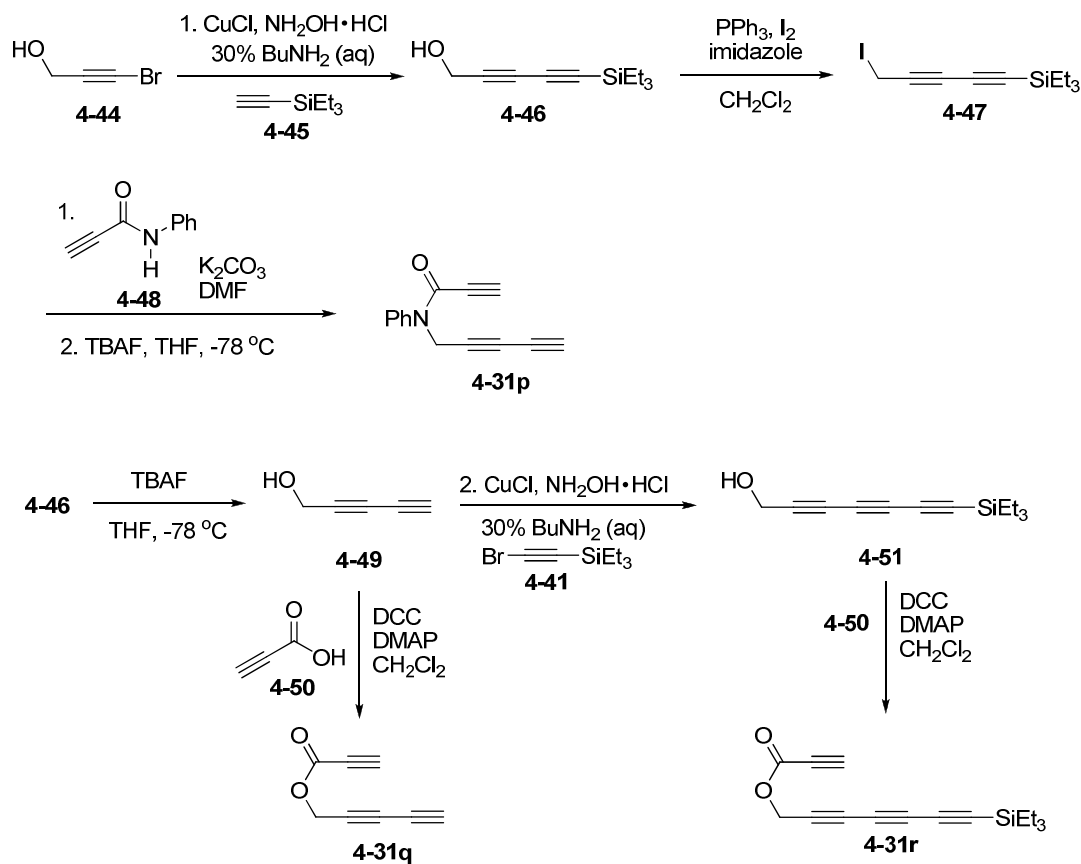 HO
Br
4-44
1. CuCl, NH2OH•HCl
30% BuNH2 (aq)
SiEt3
4-45
HO
SiEt3
4-46
PPh3, I2
imidazole
CH2Cl2
I
SiEt3
4-47
1.
O
Ph
N
H
4-48
K2CO3
DMF
2. TBAF, THF, -78 oC
O
PhN
4-31p
4-46
TBAF
THF, -78 oC
HO
4-49
2. CuCl, NH2OH•HCl
30% BuNH2 (aq)
Br
SiEt3
4-41
HO
SiEt3
4-51
O
OH
4-50
DCC
DMAP
CH2Cl2
4-50
DCC
DMAP
CH2Cl2
O
O
4-31q
O
O
SiEt3
4-31r